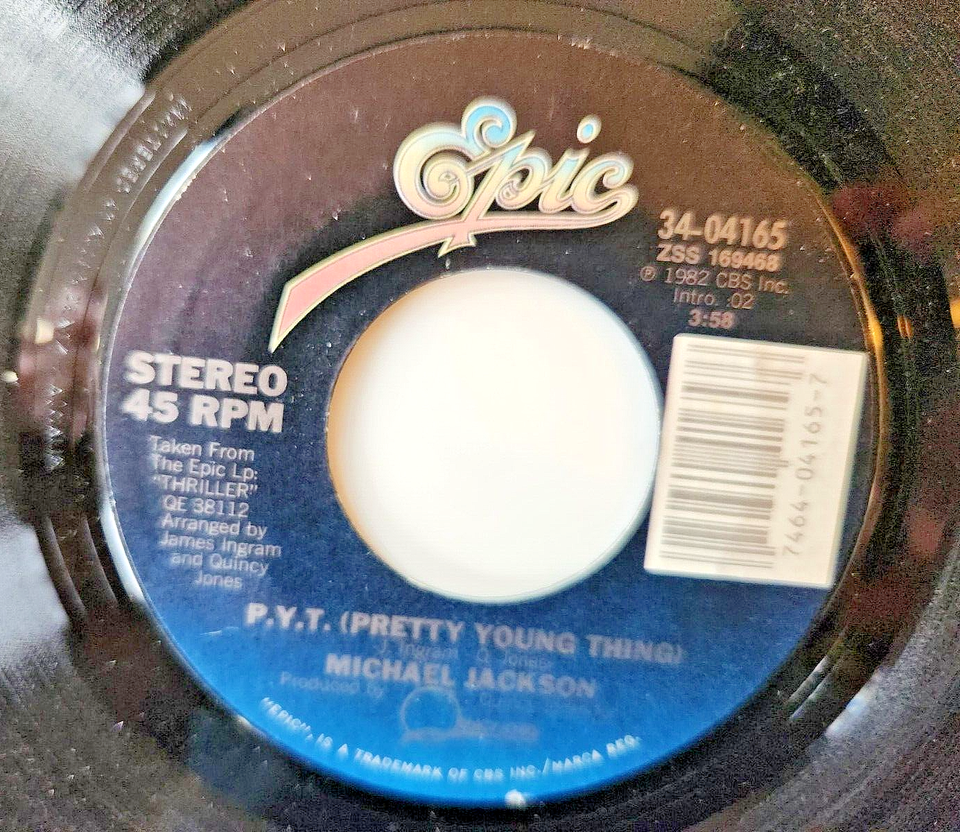 Epic
34-04165
ZSS 169468
℗ 1982 CBS Inc.
Intro. :02
3:58
STEREO
45 RPM
Taken From
The Epic Lp:
"THRILLER"
QE 38112
Arranged by
James Ingram
and Quincy
Jones
7464-04165-7
P.Y.T. (PRETTY YOUNG THING)
J. Ingram Q. Jones
MICHAEL JACKSON
Produced by
"EPIC", IS A TRADEMARK OF CBS INC./MARCA REG.